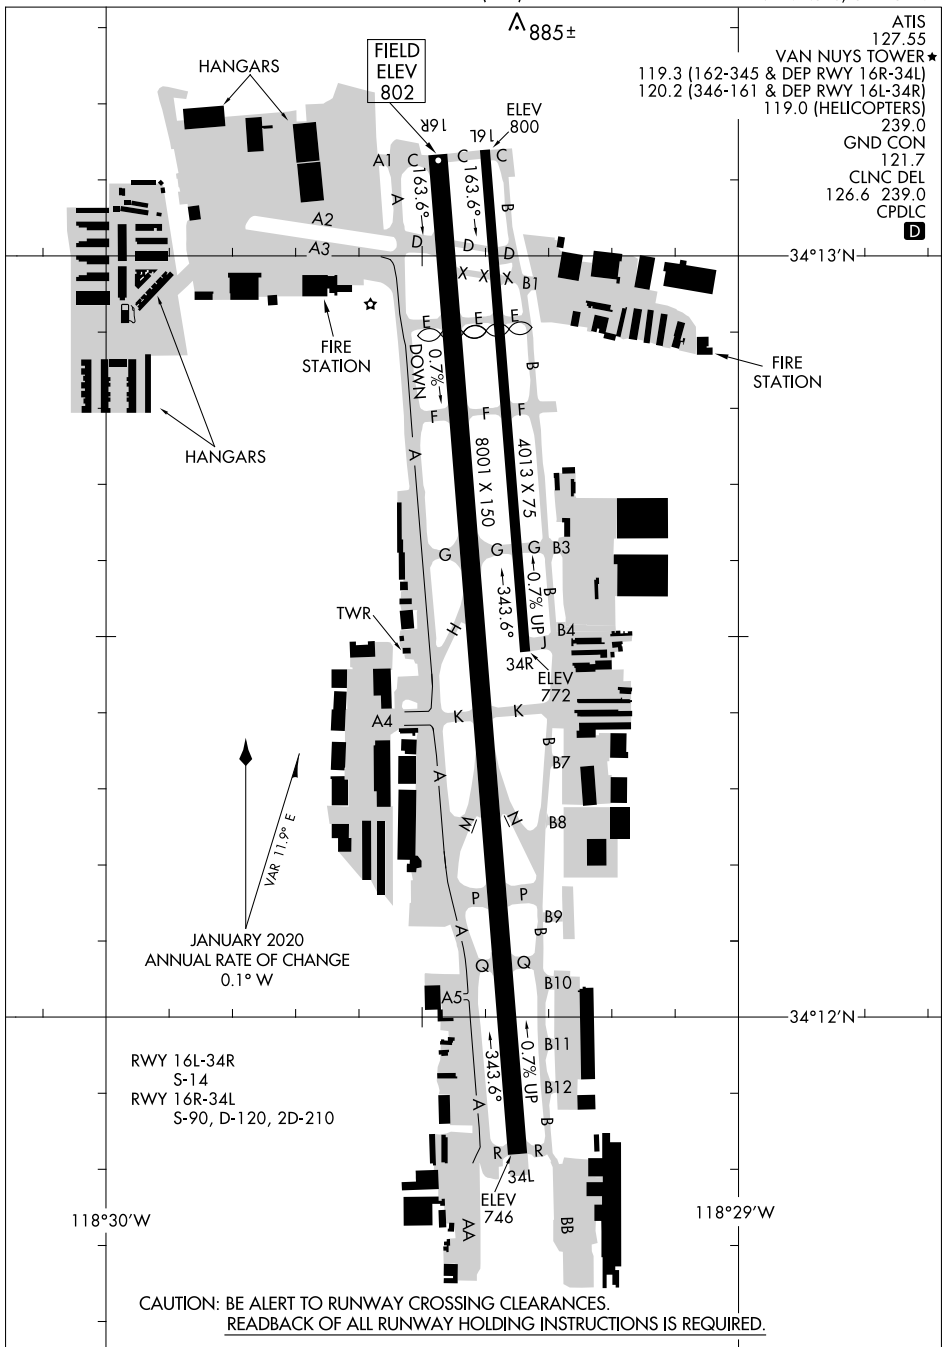 885±
ATIS
127.55
VAN NUYS TOWER★
119.3 (162-345 & DEP RWY 16R-34L)
120.2 (346-161 & DEP RWY 16L-34R)
119.0 (HELICOPTERS)
239.0
GND CON
121.7
CLNC DEL
126.6 239.0
CPDLC
D
FIELD
ELEV
802
HANGARS
ELEV
800
16R
16L
A1
C
C
C
163.6°
163.6°
A
B
A2
A3
D
D
D
34°13'N
X
X
X
B1
E
E
E
FIRE
STATION
FIRE
STATION
0.7%
DOWN
B
F
F
F
HANGARS
A
8001 X 150
4013 X 75
G
G
G
B3
343.6°
0.7% UP
B
TWR
H
B4
34R
ELEV
772
A4
K
K
B
B7
A
VAR 11.9° E
M
N
B8
P
P
B9
A
B
JANUARY 2020
ANNUAL RATE OF CHANGE
0.1° W
Q
Q
B10
A5
34°12'N
343.6°
0.7% UP
B11
RWY 16L-34R
S-14
RWY 16R-34L
S-90, D-120, 2D-210
B12
A
B
R
R
34L
ELEV
746
AA
BB
118°30'W
118°29'W
CAUTION: BE ALERT TO RUNWAY CROSSING CLEARANCES.
READBACK OF ALL RUNWAY HOLDING INSTRUCTIONS IS REQUIRED.